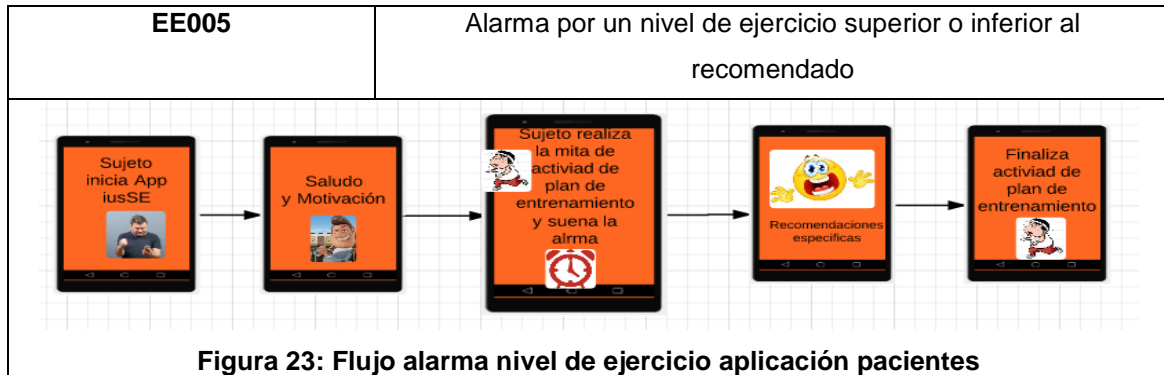 EE005
Alarma por un nivel de ejercicio superior o inferior al
recomendado
Sujeto
inicia App
iusSE
Saludo
y Motivación
Sujeto realiza
la mita de
activiad de
plan de
entrenamiento
y suena la
alrma
Recomendaciones
especificas
Finaliza
activiad de
plan de
entrenamiento
Figura 23: Flujo alarma nivel de ejercicio aplicación pacientes